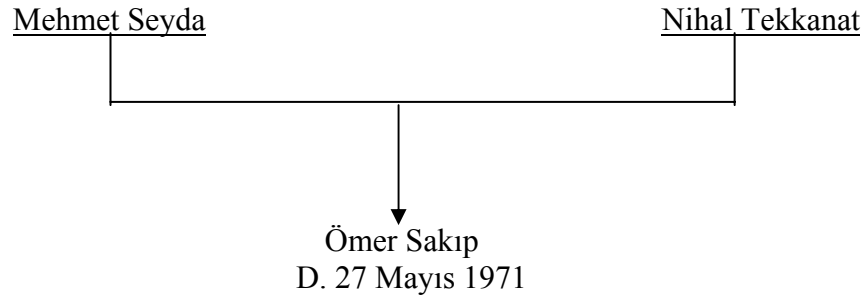 Mehmet Seyda Nihal Tekkanat
Ömer Sakıp
D. 27 Mayıs 1971